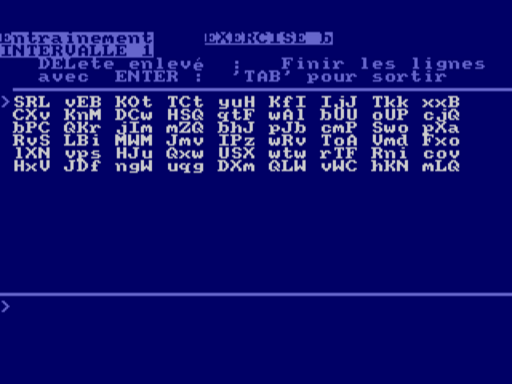 Entrainement EXERCISE b
INTERVALLE 1
DELete enlevé : Finir les lignes
avec ENTER : 'TAB' pour sortir
>SRL vEB KOt TCt yuH KfI IjJ Tkk xxB
CXv KnM DCw HSQ qtF wAl bUU oUP cjQ
bPC QKr jIm mZQ bhJ pJb cmP Swo pXa
RvS LBi MWM Jmv IPz wRv ToA Vmd Fxo
lXN vps HJu Qxw USX wtw rTF Rni cov
HxV JDf ngW uqg DXm QLW vWC hKN mLQ
>